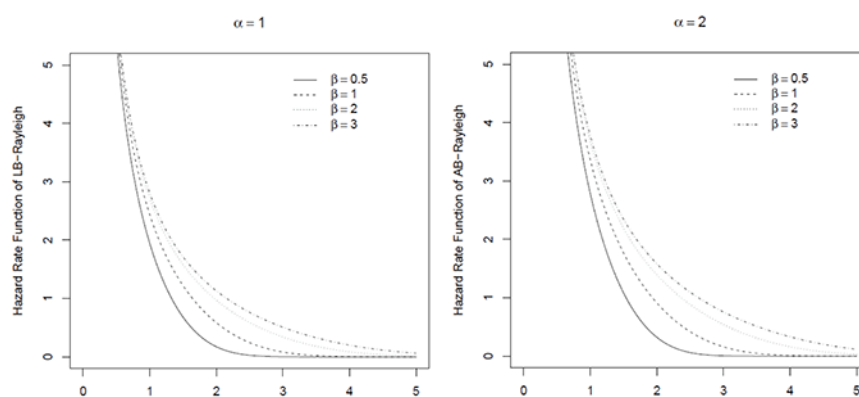 α = 1
Hazard Rate Function of LB−Rayleigh
5
4
3
2
1
0
β = 0.5
β = 1
β = 2
β = 3
0 1 2 3 4 5
α = 2
Hazard Rate Function of AB−Rayleigh
5
4
3
2
1
0
β = 0.5
β = 1
β = 2
β = 3
0 1 2 3 4 5